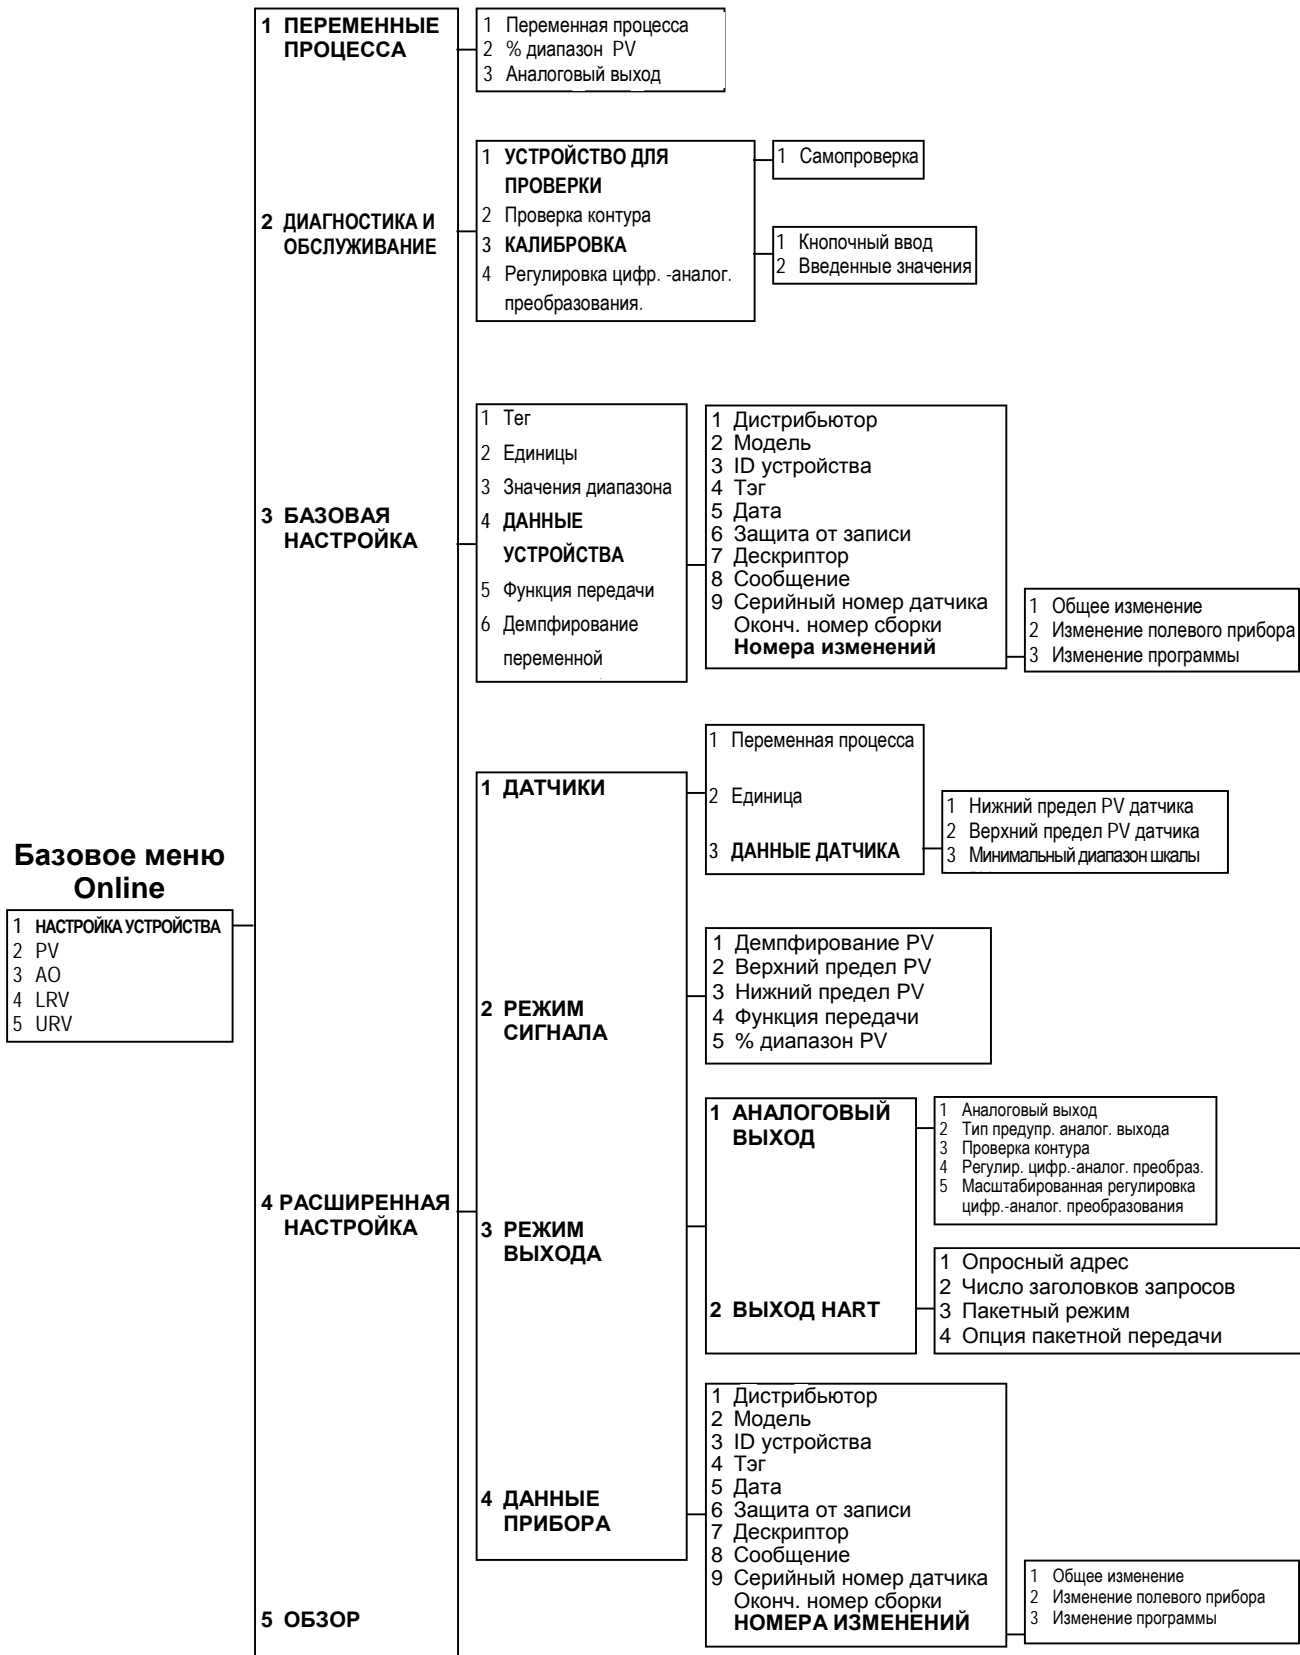 Базовое меню
Online
1 НАСТРОЙКА УСТРОЙСТВА
2 PV
3 AO
4 LRV
5 URV
1 ПЕРЕМЕННЫЕ
ПРОЦЕССА
1 Переменная процесса
2 % диапазон PV
3 Аналоговый выход
2 ДИАГНОСТИКА И
ОБСЛУЖИВАНИЕ
1 УСТРОЙСТВО ДЛЯ
ПРОВЕРКИ
2 Проверка контура
3 КАЛИБРОВКА
4 Регулировка цифр. -аналог.
преобразования.
1 Самопроверка
1 Кнопочный ввод
2 Введенные значения
3 БАЗОВАЯ
НАСТРОЙКА
1 Тег
2 Единицы
3 Значения диапазона
4 ДАННЫЕ
УСТРОЙСТВА
5 Функция передачи
6 Демпфирование
переменной
1 Дистрибьютор
2 Модель
3 ID устройства
4 Тэг
5 Дата
6 Защита от записи
7 Дескриптор
8 Сообщение
9 Серийный номер датчика
Оконч. номер сборки
Номера изменений
1 Общее изменение
2 Изменение полевого прибора
3 Изменение программы
4 РАСШИРЕННАЯ
НАСТРОЙКА
1 ДАТЧИКИ
1 Переменная процесса
2 Единица
3 ДАННЫЕ ДАТЧИКА
1 Нижний предел PV датчика
2 Верхний предел PV датчика
3 Минимальный диапазон шкалы
2 РЕЖИМ
СИГНАЛА
1 Демпфирование PV
2 Верхний предел PV
3 Нижний предел PV
4 Функция передачи
5 % диапазон PV
3 РЕЖИМ
ВЫХОДА
1 АНАЛОГОВЫЙ
ВЫХОД
1 Аналоговый выход
2 Тип предупр. аналог. выхода
3 Проверка контура
4 Регулир. цифр.-аналог. преобраз.
5 Масштабированная регулировка
цифр.-аналог. преобразования
2 ВЫХОД HART
1 Опросный адрес
2 Число заголовков запросов
3 Пакетный режим
4 Опция пакетной передачи
4 ДАННЫЕ
ПРИБОРА
1 Дистрибьютор
2 Модель
3 ID устройства
4 Тэг
5 Дата
6 Защита от записи
7 Дескриптор
8 Сообщение
9 Серийный номер датчика
Оконч. номер сборки
НОМЕРА ИЗМЕНЕНИЙ
1 Общее изменение
2 Изменение полевого прибора
3 Изменение программы
5 ОБЗОР